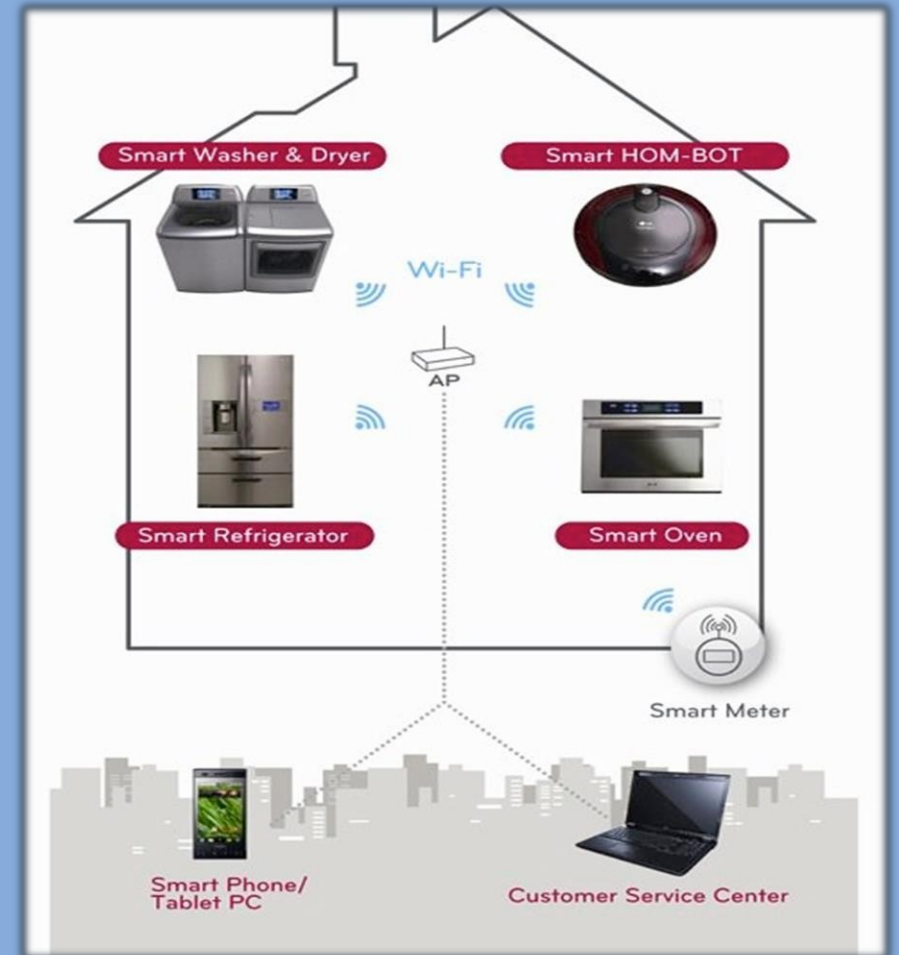 Smart Washer & Dryer
Smart HOM-BOT
Wi-Fi
AP
Smart Refrigerator
Smart Oven
Smart Meter
Smart Phone/
Tablet PC
Customer Service Center